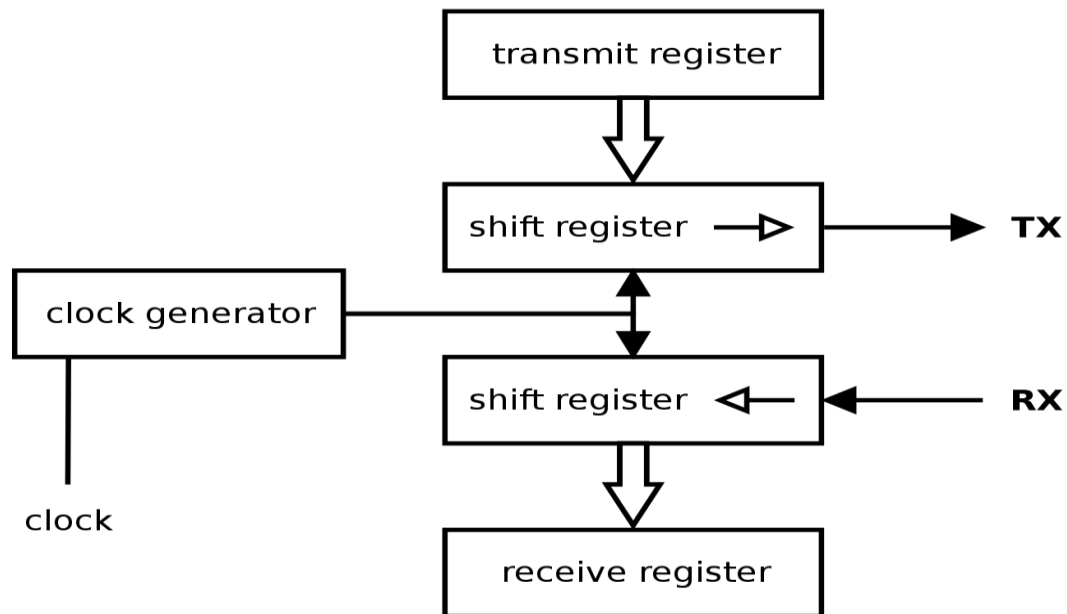 transmit register
shift register
TX
clock generator
shift register
RX
clock
receive register